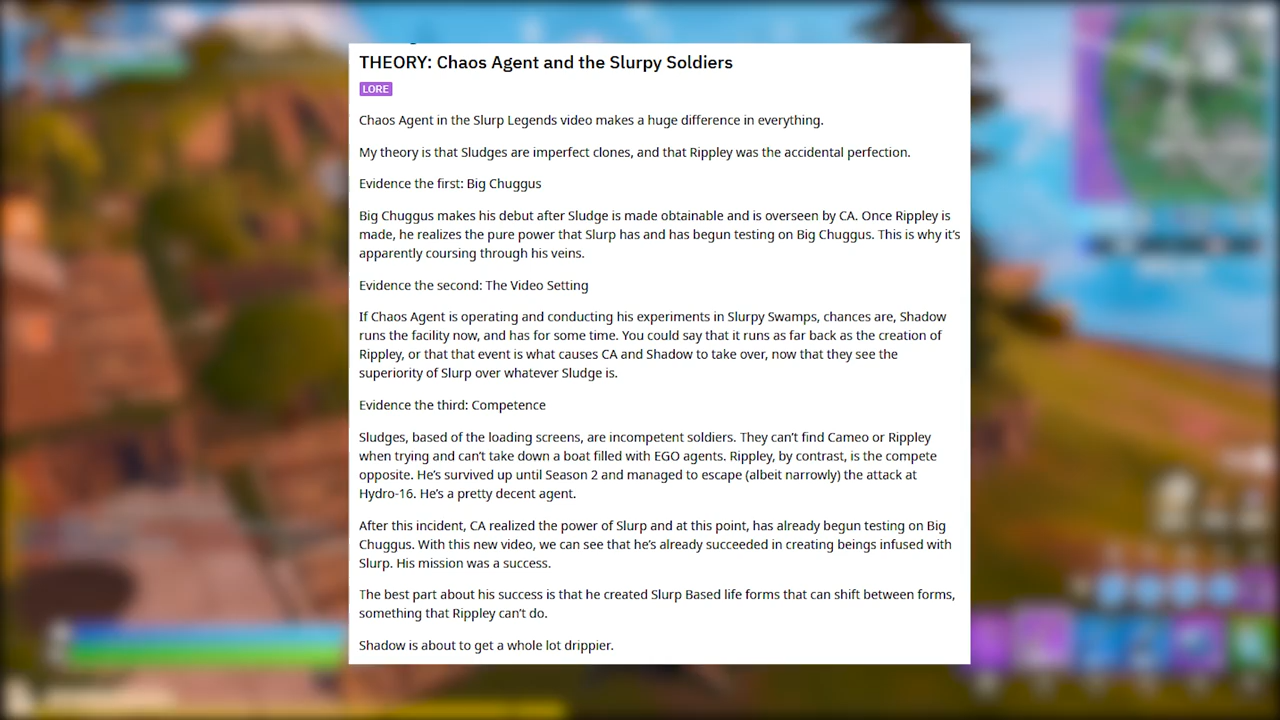 THEORY: Chaos Agent and the Slurpy Soldiers
LORE
Chaos Agent in the Slurp Legends video makes a huge difference in everything.
My theory is that Sludges are imperfect clones, and that Rippley was the accidental perfection.
Evidence the first: Big Chuggus
Big Chuggus makes his debut after Sludge is made obtainable and is overseen by CA. Once Rippley is
made, he realizes the pure power that Slurp has and has begun testing on Big Chuggus. This is why it's
apparently coursing through his veins.
Evidence the second: The Video Setting
If Chaos Agent is operating and conducting his experiments in Slurpy Swamps, chances are, Shadow
runs the facility now, and has for some time. You could say that it runs as far back as the creation of
Rippley, or that that event is what causes CA and Shadow to take over, now that they see the
superiority of Slurp over whatever Sludge is.
Evidence the third: Competence
Sludges, based of the loading screens, are incompetent soldiers. They can't find Cameo or Rippley
when trying and can't take down a boat filled with EGO agents. Rippley, by contrast, is the compete
opposite. He's survived up until Season 2 and managed to escape (albeit narrowly) the attack at
Hydro-16. He's a pretty decent agent.
After this incident, CA realized the power of Slurp and at this point, has already begun testing on Big
Chuggus. With this new video, we can see that he's already succeeded in creating beings infused with
Slurp. His mission was a success.
The best part about his success is that he created Slurp Based life forms that can shift between forms,
something that Rippley can't do.
Shadow is about to get a whole lot drippier.